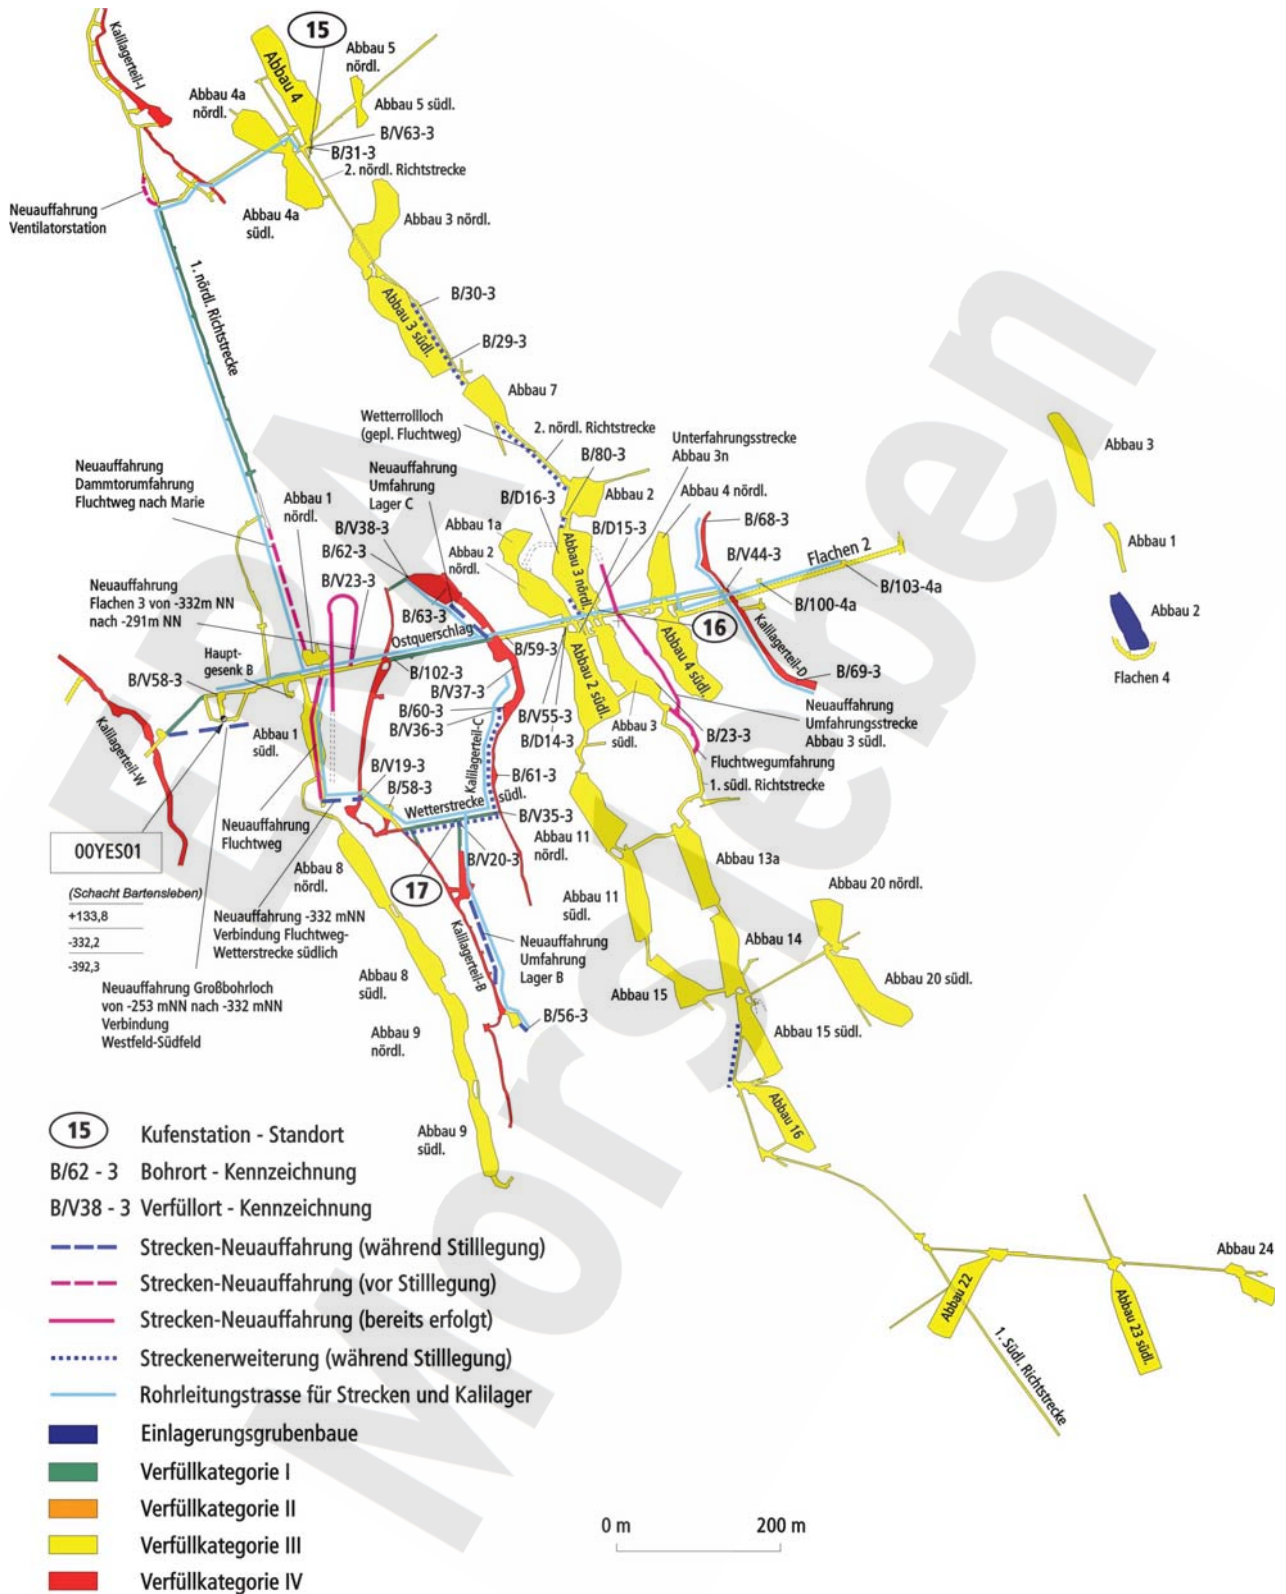 15
Kalilagerteil-I
Abbau 4
Abbau 5
nördl.
Abbau 4a
nördl.
Abbau 5 südl.
B/V63-3
B/31-3
2. nördl. Richtstrecke
Neuauffahrung
Ventilatorstation
Abbau 4a
südl.
Abbau 3 nördl.
1. nördl. Richtstrecke
B/30-3
Abbau 3 südl.
B/29-3
Abbau 7
Wetterrollloch
(gepl. Fluchtweg)
2. nördl. Richtstrecke
Unterfahrungsstrecke
Abbau 3n
B/80-3
Abbau 3
Neuauffahrung
Dammtorumfahrung
Fluchtweg nach Marie
Neuauffahrung
Umfahrung
Lager C
Abbau 1
nördl.
B/D16-3
Abbau 2
Abbau 4 nördl.
B/V38-3
Abbau 1a
B/D15-3
B/68-3
B/62-3
Abbau 2
nördl.
Abbau 3 nördl.
B/V44-3
Flachen 2
Abbau 1
B/V23-3
B/103-4a
Neuauffahrung
Flachen 3 von -332m NN
nach -291m NN
B/63-3
B/100-4a
Abbau 2
Ostquerschlag
16
Kalilagerteil-D
Haupt-
gesenk B
B/59-3
Abbau 4 südl.
B/V58-3
B/102-3
B/69-3
Flachen 4
B/V37-3
Abbau 2 südl.
B/60-3
B/V55-3
Neuauffahrung
Umfahrungsstrecke
Abbau 3 südl.
B/V36-3
Abbau 3
südl.
Kalilagerteil-W
Abbau 1
südl.
Kalilagerteil-C
B/D14-3
B/23-3
Fluchtwegumfahrung
B/V19-3
B/61-3
1. südl. Richtstrecke
B/58-3
Wetterstrecke südl.
Neuauffahrung
Fluchtweg
B/V35-3
00YES01
Abbau 11
nördl.
B/V20-3
Abbau 13a
Abbau 8
nördl.
17
Abbau 20 nördl.
(Schacht Bartensleben)
+133,8
-332,2
-392,3
Abbau 11
südl.
Neuauffahrung -332 mNN
Verbindung Fluchtweg-
Wetterstrecke südlich
Kalilagerteil-B
Neuauffahrung
Umfahrung
Lager B
Abbau 14
Abbau 20 südl.
Abbau 8
südl.
Abbau 15
Neuauffahrung Großbohrloch
von -253 mNN nach -332 mNN
Verbindung
Westfeld-Südfeld
B/56-3
Abbau 9
nördl.
Abbau 15 südl.
Abbau 16
Abbau 9
südl.
Abbau 24
Abbau 22
Abbau 23 südl.
1. Südl. Richtstrecke
15 Kufenstation - Standort
B/62 - 3 Bohrort - Kennzeichnung
B/V38 - 3 Verfüllort - Kennzeichnung
Strecken-Neuauffahrung (während Stilllegung)
Strecken-Neuauffahrung (vor Stilllegung)
Strecken-Neuauffahrung (bereits erfolgt)
Streckenerweiterung (während Stilllegung)
Rohrleitungstrasse für Strecken und Kalilager
Einlagerungsgrubenbaue
Verfüllkategorie I
Verfüllkategorie II
Verfüllkategorie III
Verfüllkategorie IV
0 m 200 m
ERA Morsleben